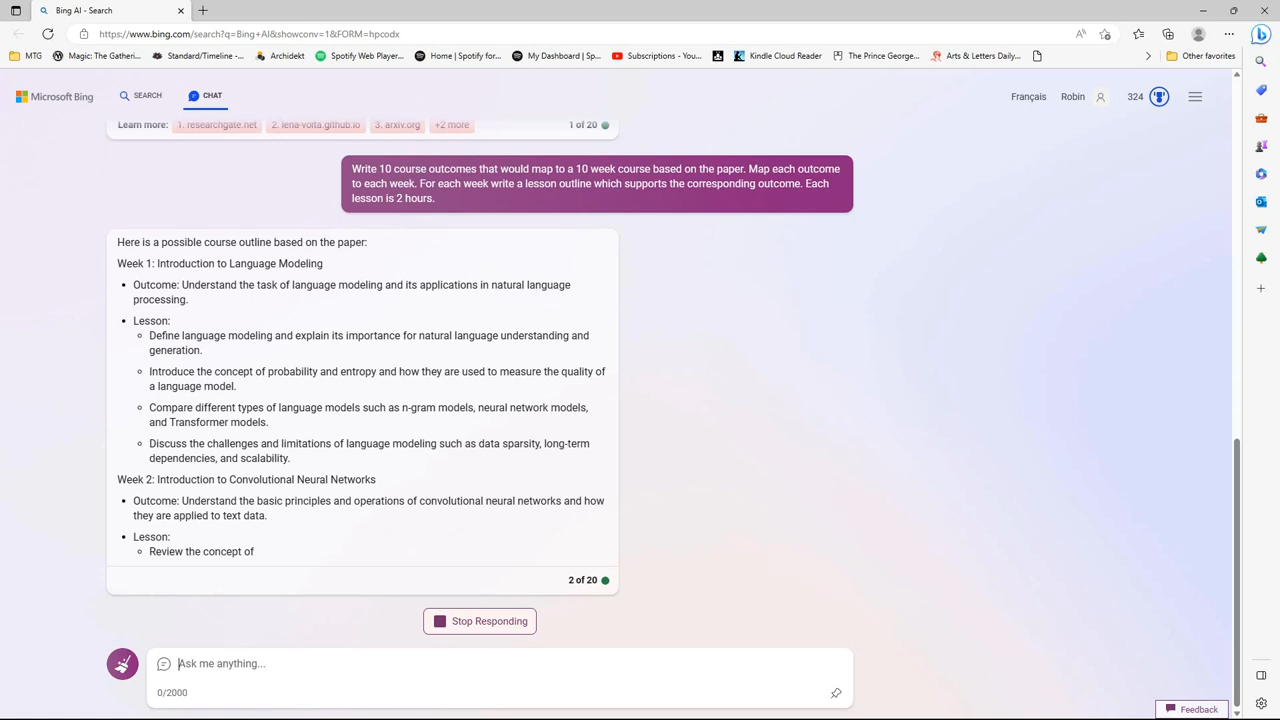 Bing AI - Search
https://www.bing.com/search?q=Bing+AI&showconv=1&FORM=hpcodx
MTG
Magic: The Gatheri...
Standard/Timeline -...
Archidekt
Spotify Web Player...
Home | Spotify for...
My Dashboard | Sp...
Subscriptions - You...
Kindle Cloud Reader
The Prince George...
Arts & Letters Daily...
Other favorites
Microsoft Bing
SEARCH
CHAT
Français
Robin
324
Learn more: 1. researchgate.net 2. lena-voita.github.io 3. arxiv.org +2 more 1 of 20
Write 10 course outcomes that would map to a 10 week course based on the paper. Map each outcome
to each week. For each week write a lesson outline which supports the corresponding outcome. Each
lesson is 2 hours.
Here is a possible course outline based on the paper:
Week 1: Introduction to Language Modeling
• Outcome: Understand the task of language modeling and its applications in natural language
processing.
• Lesson:
◦ Define language modeling and explain its importance for natural language understanding and
generation.
◦ Introduce the concept of probability and entropy and how they are used to measure the quality of
a language model.
◦ Compare different types of language models such as n-gram models, neural network models,
and Transformer models.
◦ Discuss the challenges and limitations of language modeling such as data sparsity, long-term
dependencies, and scalability.
Week 2: Introduction to Convolutional Neural Networks
• Outcome: Understand the basic principles and operations of convolutional neural networks and how
they are applied to text data.
• Lesson:
◦ Review the concept of
2 of 20
Stop Responding
Ask me anything...
0/2000
Feedback